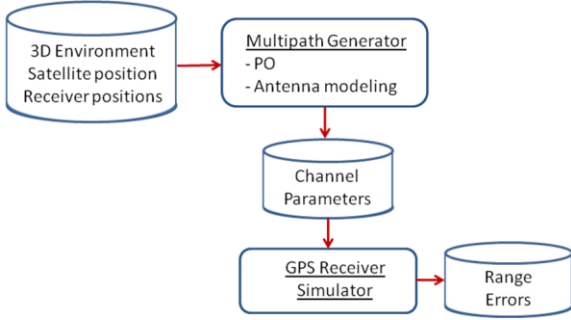 3D Environment
Satellite position
Receiver positions
Multipath Generator
- PO
- Antenna modeling
Channel
Parameters
GPS Receiver
Simulator
Range
Errors